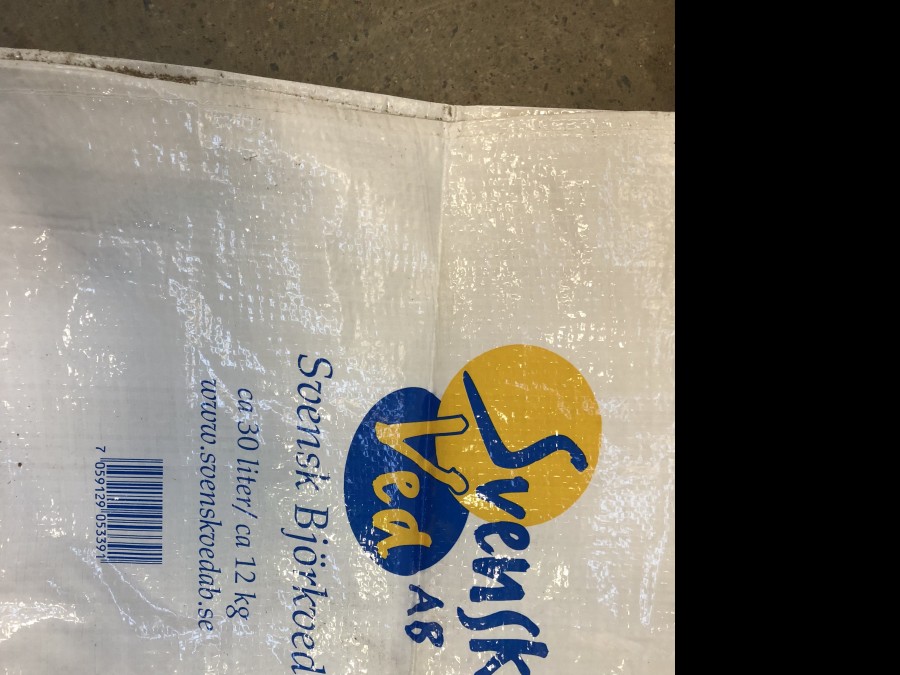 Svensk
Ved
AB
Svensk Björkved
ca 30 liter/ ca 12 kg
www.svenskvedab.se
7 059129 053391